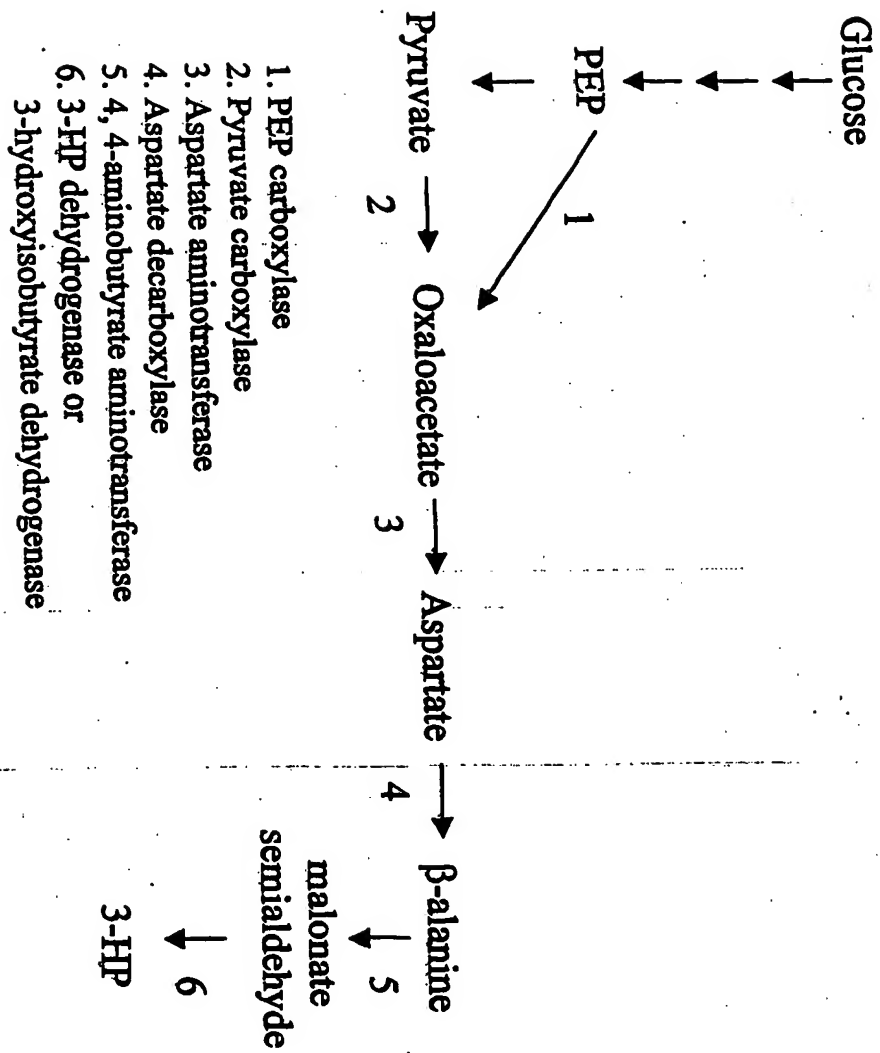 Glucose
PEP
1
Pyruvate
2
Oxaloacetate
3
Aspartate
4
β-alanine
5
malonate
semialdehyde
6
3-HP
1. PEP carboxylase
2. Pyruvate carboxylase
3. Aspartate aminotransferase
4. Aspartate decarboxylase
5. 4, 4-aminobutyrate aminotransferase
6. 3-HP dehydrogenase or
3-hydroxyisobutyrate dehydrogenase